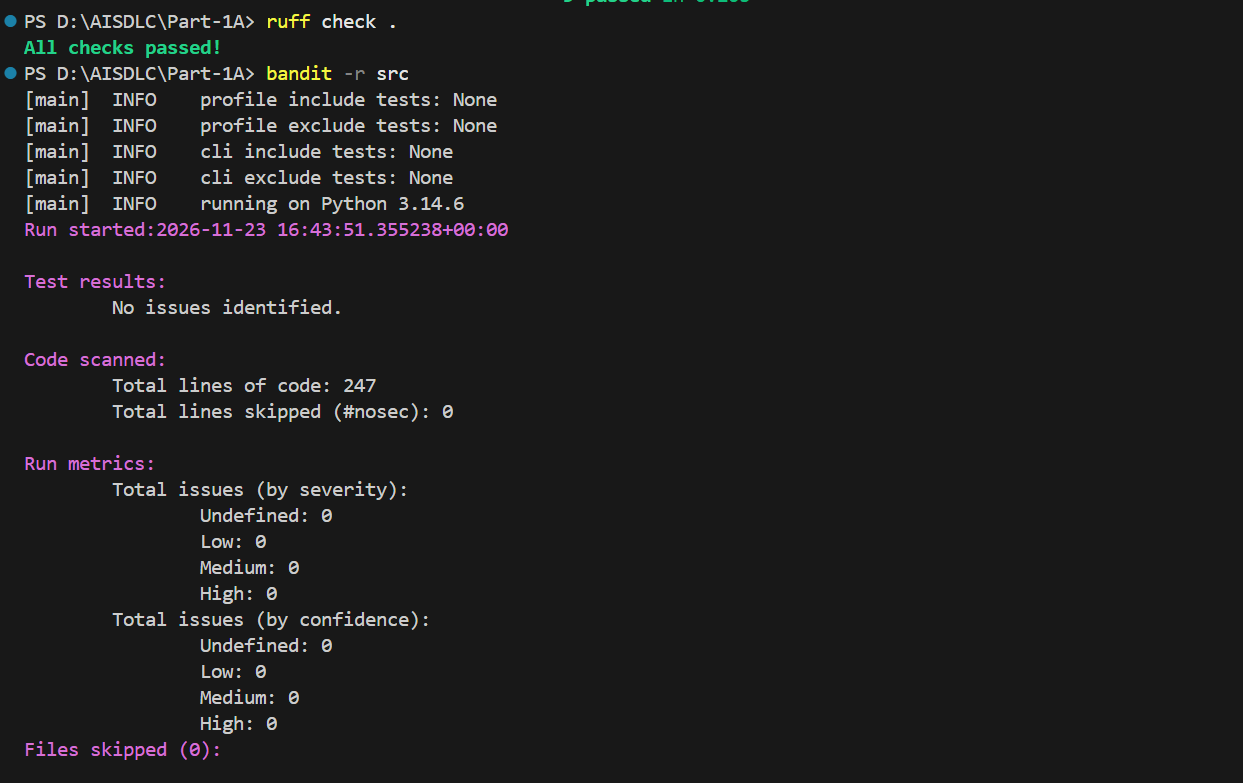 PS D:\AISDLC\Part-1A> ruff check .
All checks passed!
PS D:\AISDLC\Part-1A> bandit -r src
[main]  INFO    profile include tests: None
[main]  INFO    profile exclude tests: None
[main]  INFO    cli include tests: None
[main]  INFO    cli exclude tests: None
[main]  INFO    running on Python 3.14.6
Run started:2026-11-23 16:43:51.355238+00:00

Test results:
        No issues identified.

Code scanned:
        Total lines of code: 247
        Total lines skipped (#nosec): 0

Run metrics:
        Total issues (by severity):
                Undefined: 0
                Low: 0
                Medium: 0
                High: 0
        Total issues (by confidence):
                Undefined: 0
                Low: 0
                Medium: 0
                High: 0
Files skipped (0):